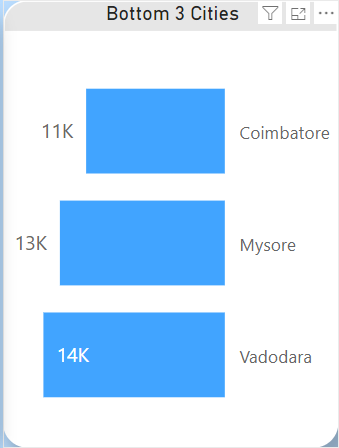 Bottom 3 Cities
11K Coimbatore
13K Mysore
14K Vadodara